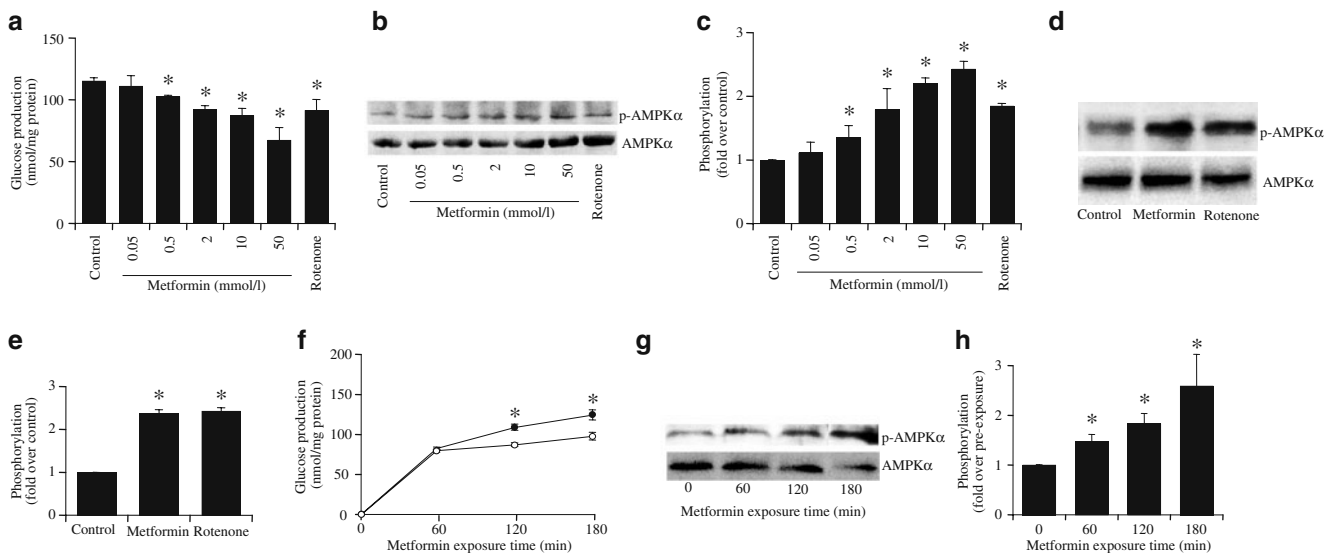 a
Glucose production
(nmol/mg protein)
150
100
50
0
Control
0.05
0.5
2
10
50
Rotenone
Metformin (mmol/l)
*
*
*
*
*
b
p-AMPKα
AMPKα
Control
0.05
0.5
2
10
50
Rotenone
Metformin (mmol/l)
c
Phosphorylation
(fold over control)
3
2
1
0
Control
0.05
0.5
2
10
50
Rotenone
Metformin (mmol/l)
*
*
*
*
*
d
p-AMPKα
AMPKα
Control Metformin Rotenone
e
Phosphorylation
(fold over control)
3
2
1
0
*
*
Control Metformin Rotenone
f
Glucose production
(nmol/mg protein)
200
150
100
50
0
*
*
0 60 120 180
Metformin exposure time (min)
g
p-AMPKα
AMPKα
0 60 120 180
Metformin exposure time (min)
h
Phosphorylation
(fold over pre-exposure)
3
2
1
0
*
*
*
0 60 120 180
Metformin exposure time (min)